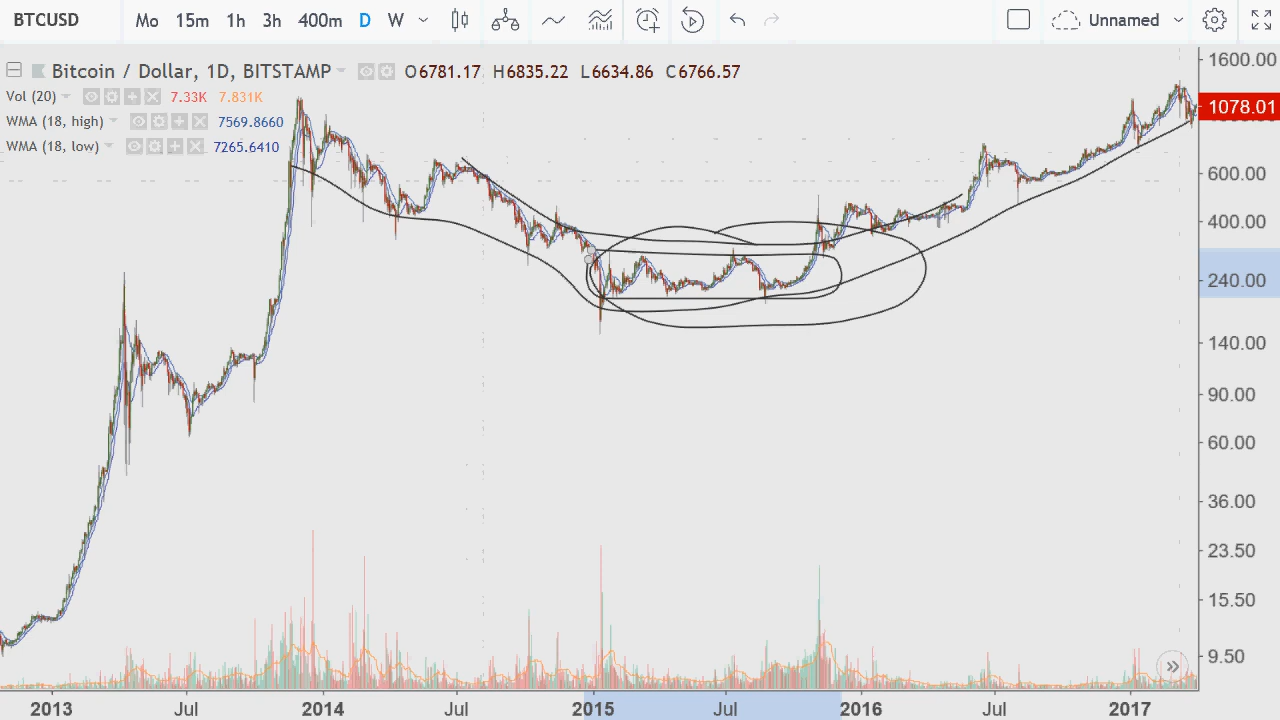 BTCUSD Mo 15m 1h 3h 400m D W Unnamed
Bitcoin / Dollar, 1D, BITSTAMP O6781.17 H6835.22 L6634.86 C6766.57
Vol (20) 7.33K 7.831K
WMA (18, high) 7569.8660
WMA (18, low) 7265.6410
1600.00
1078.01
600.00
400.00
240.00
140.00
90.00
60.00
36.00
23.50
15.50
9.50
2013 Jul 2014 Jul 2015 Jul 2016 Jul 2017